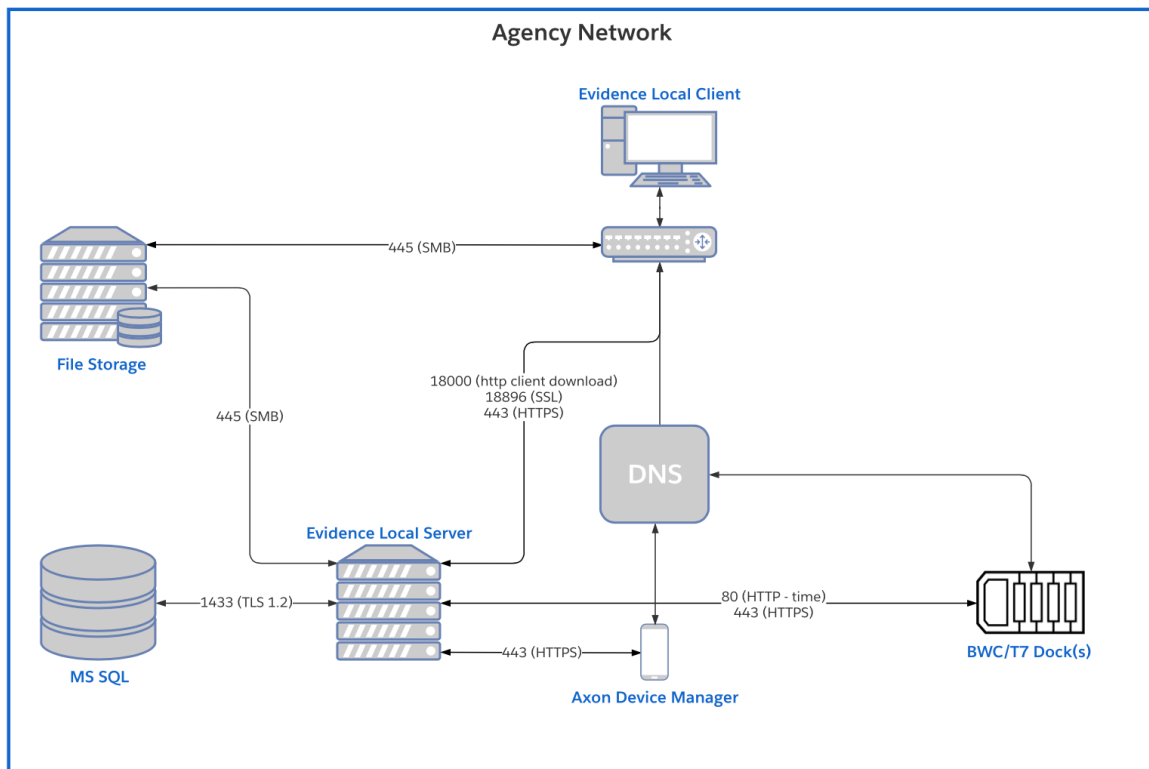 Agency Network
Evidence Local Client
445 (SMB)
File Storage
18000 (http client download)
18896 (SSL)
443 (HTTPS)
445 (SMB)
DNS
Evidence Local Server
1433 (TLS 1.2)
80 (HTTP - time)
443 (HTTPS)
443 (HTTPS)
BWC/T7 Dock(s)
MS SQL
Axon Device Manager